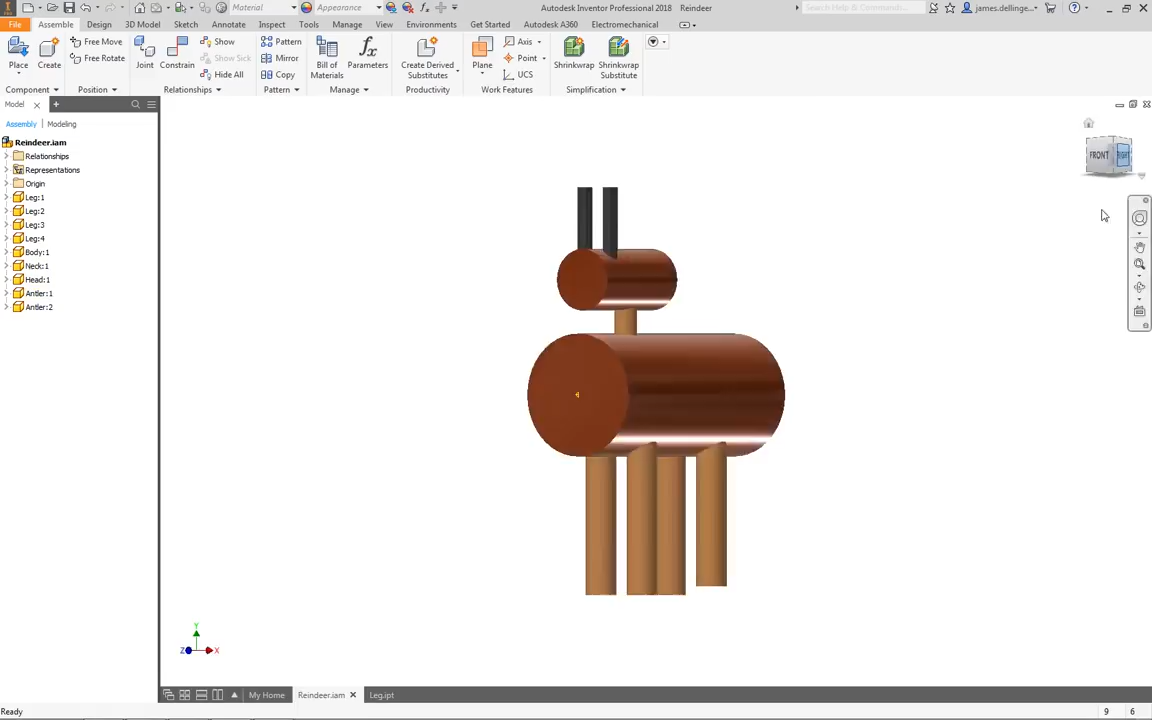 Material
Appearance
fx
Autodesk Inventor Professional 2018 Reindeer
Search Help & Commands...
james.dellinge...
File
Assemble
Design
3D Model
Sketch
Annotate
Inspect
Tools
Manage
View
Environments
Get Started
Autodesk A360
Electromechanical
Place
Create
Free Move
Free Rotate
Joint
Constrain
Show
Show Sick
Hide All
Pattern
Mirror
Copy
Bill of Materials
fx
Parameters
Create Derived Substitutes
Plane
Axis
Point
UCS
Shrinkwrap
Shrinkwrap Substitute
Component
Position
Relationships
Pattern
Manage
Productivity
Work Features
Simplification
Model
Assembly
Modeling
Reindeer.iam
Relationships
Representations
Origin
Leg:1
Leg:2
Leg:3
Leg:4
Body:1
Neck:1
Head:1
Antler:1
Antler:2
FRONT
RIGHT
Y
Z
X
My Home
Reindeer.iam
Leg.ipt
Ready
9
6